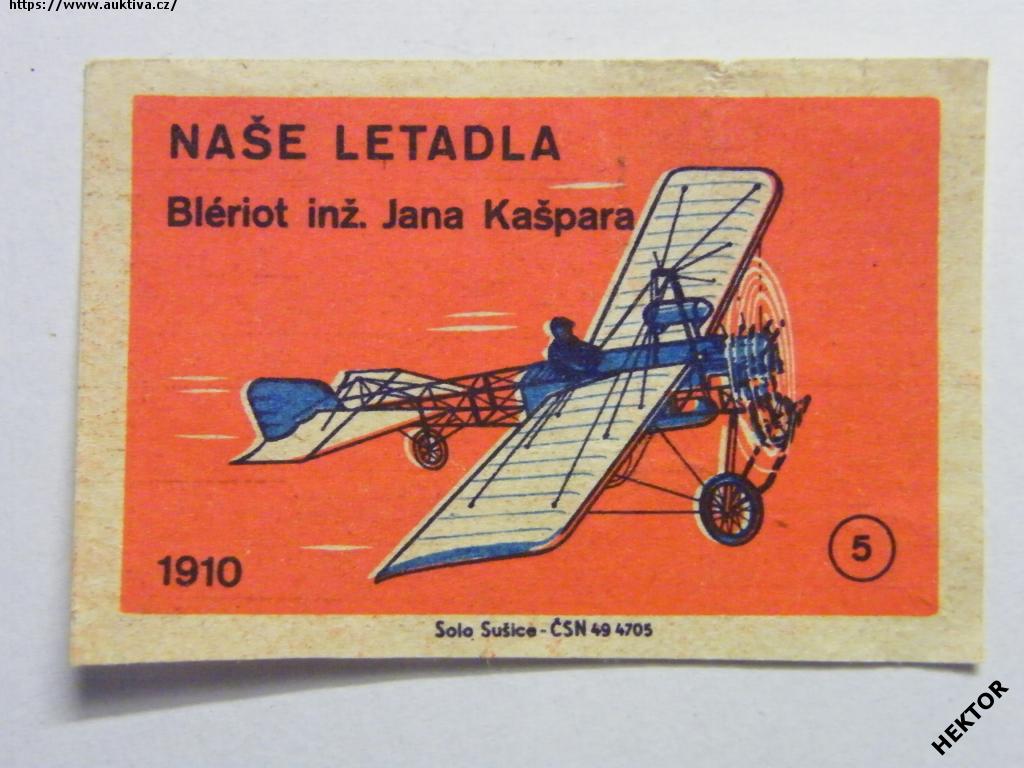 https://www.auktiva.cz/
NAŠE LETADLA
Blériot inž. Jana Kašpara
1910
5
Solo Sušice - ČSN 49 4705
HEKTOR